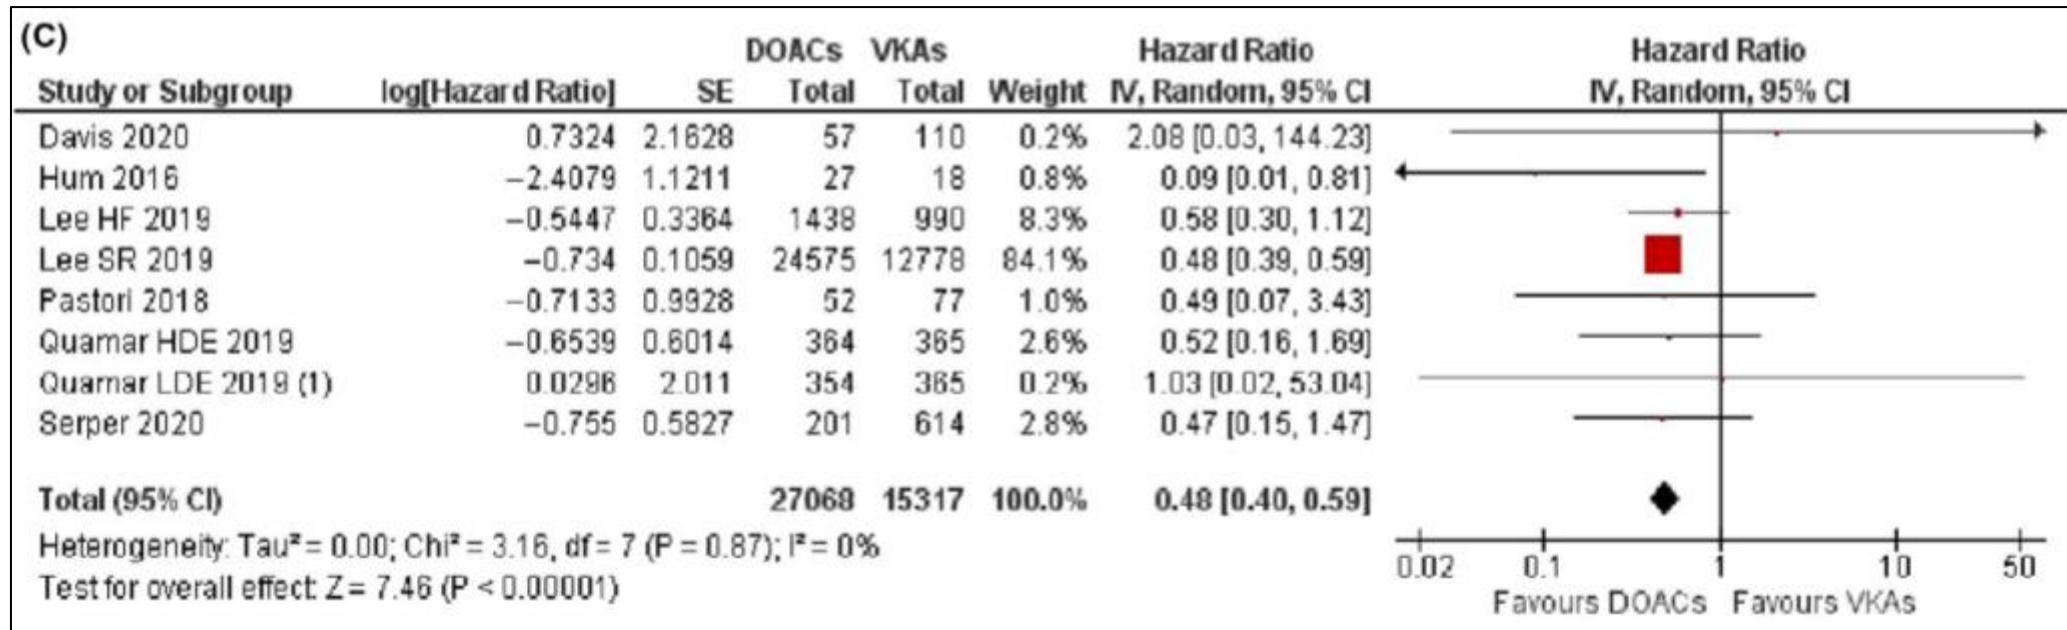 (C)
DOACs VKAs Hazard Ratio Hazard Ratio
Study or Subgroup log[Hazard Ratio] SE Total Total Weight IV, Random, 95% CI IV, Random, 95% CI
Davis 2020 0.7324 2.1628 57 110 0.2% 2.08 [0.03, 144.23]
Hum 2016 −2.4079 1.1211 27 18 0.8% 0.09 [0.01, 0.81]
Lee HF 2019 −0.5447 0.3364 1438 990 8.3% 0.58 [0.30, 1.12]
Lee SR 2019 −0.734 0.1059 24575 12778 84.1% 0.48 [0.39, 0.59]
Pastori 2018 −0.7133 0.9928 52 77 1.0% 0.49 [0.07, 3.43]
Quamar HDE 2019 −0.6539 0.6014 364 365 2.6% 0.52 [0.16, 1.69]
Quamar LDE 2019 (1) 0.0296 2.011 354 365 0.2% 1.03 [0.02, 53.04]
Serper 2020 −0.755 0.5827 201 614 2.8% 0.47 [0.15, 1.47]
Total (95% CI) 27068 15317 100.0% 0.48 [0.40, 0.59]
Heterogeneity: Tau² = 0.00; Chi² = 3.16, df = 7 (P = 0.87); I² = 0%
Test for overall effect: Z = 7.46 (P < 0.00001)
0.02 0.1 1 10 50
Favours DOACs Favours VKAs